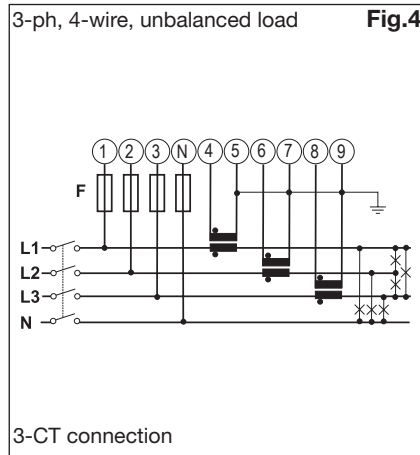 3-ph, 4-wire, unbalanced load Fig.4
1 2 3 N 4 5 6 7 8 9
F
L1
L2
L3
N
3-CT connection